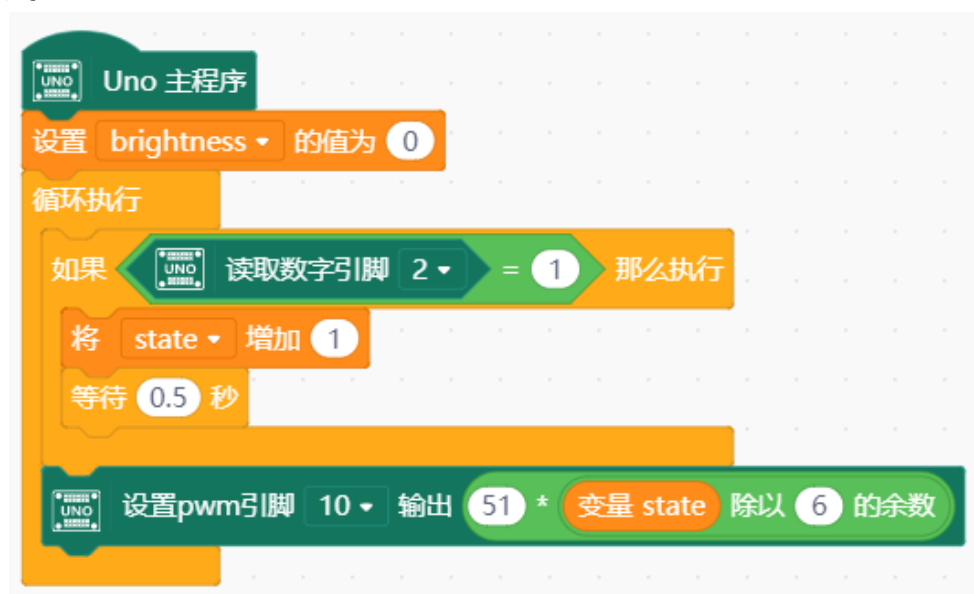 UNO Uno 主程序
设置 brightness 的值为 0
循环执行
如果 UNO 读取数字引脚 2 = 1 那么执行
将 state 增加 1
等待 0.5 秒
UNO 设置pwm引脚 10 输出 51 * 变量 state 除以 6 的余数